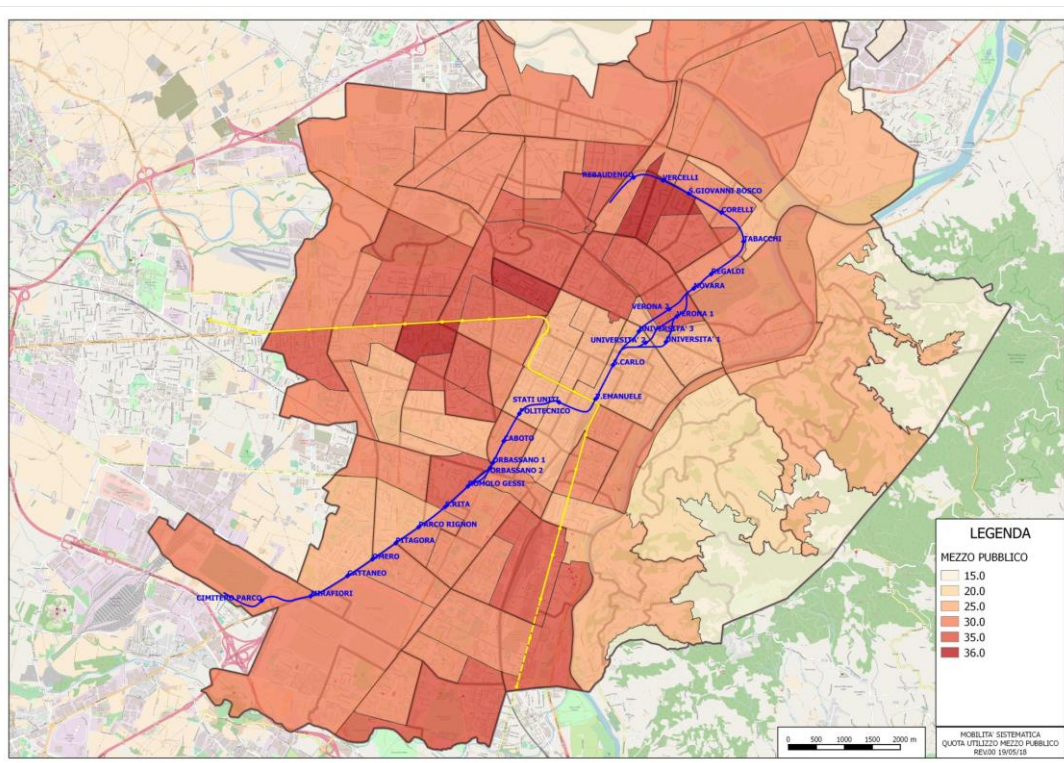 REBAUDENGO
VERCELLI
S.GIOVANNI BOSCO
CORELLI
TABACCHI
REGALDI
NOVARA
VERONA 2
VERONA 1
UNIVERSITA' 3
UNIVERSITA' 2
UNIVERSITA' 1
S.CARLO
STATI UNITI
V.EMANUELE
POLITECNICO
CABOTO
ORBASSANO 1
ORBASSANO 2
ROMOLO GESSI
S.RITA
PARCO RIGNON
PITAGORA
OMERO
CATTANEO
MIRAFIORI
CIMITERO PARCO
LEGENDA
MEZZO PUBBLICO
15.0
20.0
25.0
30.0
35.0
36.0
0 500 1000 1500 2000 m
MOBILITA' SISTEMATICA
QUOTA UTILIZZO MEZZO PUBBLICO
REV.00 19/05/18